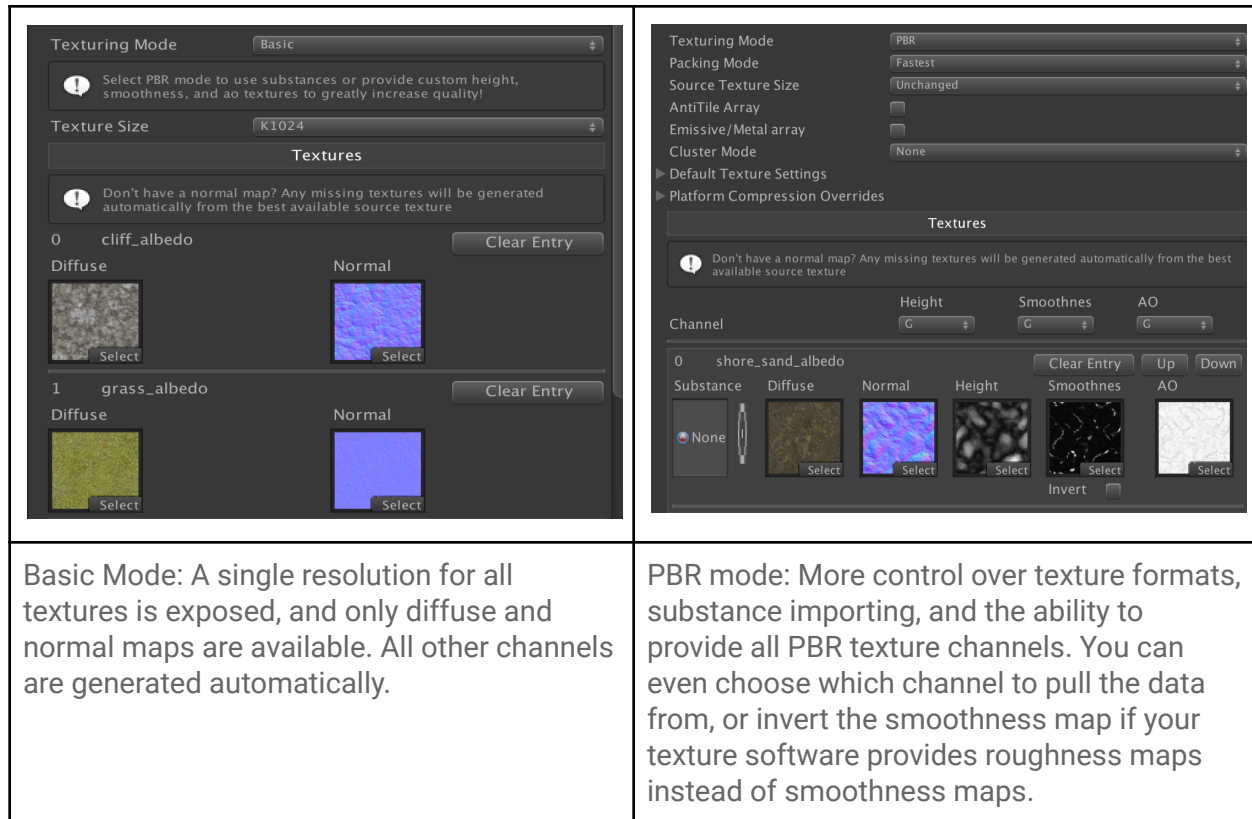 Texturing Mode Basic
Select PBR mode to use substances or provide custom height,
smoothness, and ao textures to greatly increase quality!
Texture Size K1024
Textures
Don't have a normal map? Any missing textures will be generated
automatically from the best available source texture
0 cliff_albedo Clear Entry
Diffuse Normal
Select Select
1 grass_albedo Clear Entry
Diffuse Normal
Select Select
Texturing Mode PBR
Packing Mode Fastest
Source Texture Size Unchanged
AntiTile Array
Emissive/Metal array
Cluster Mode None
Default Texture Settings
Platform Compression Overrides
Textures
Don't have a normal map? Any missing textures will be generated automatically from the best
available source texture
Height Smoothnes AO
Channel G G G
0 shore_sand_albedo Clear Entry Up Down
Substance Diffuse Normal Height Smoothnes AO
None
Select Select Select Select Select
Invert
Basic Mode: A single resolution for all
textures is exposed, and only diffuse and
normal maps are available. All other channels
are generated automatically.
PBR mode: More control over texture formats,
substance importing, and the ability to
provide all PBR texture channels. You can
even choose which channel to pull the data
from, or invert the smoothness map if your
texture software provides roughness maps
instead of smoothness maps.